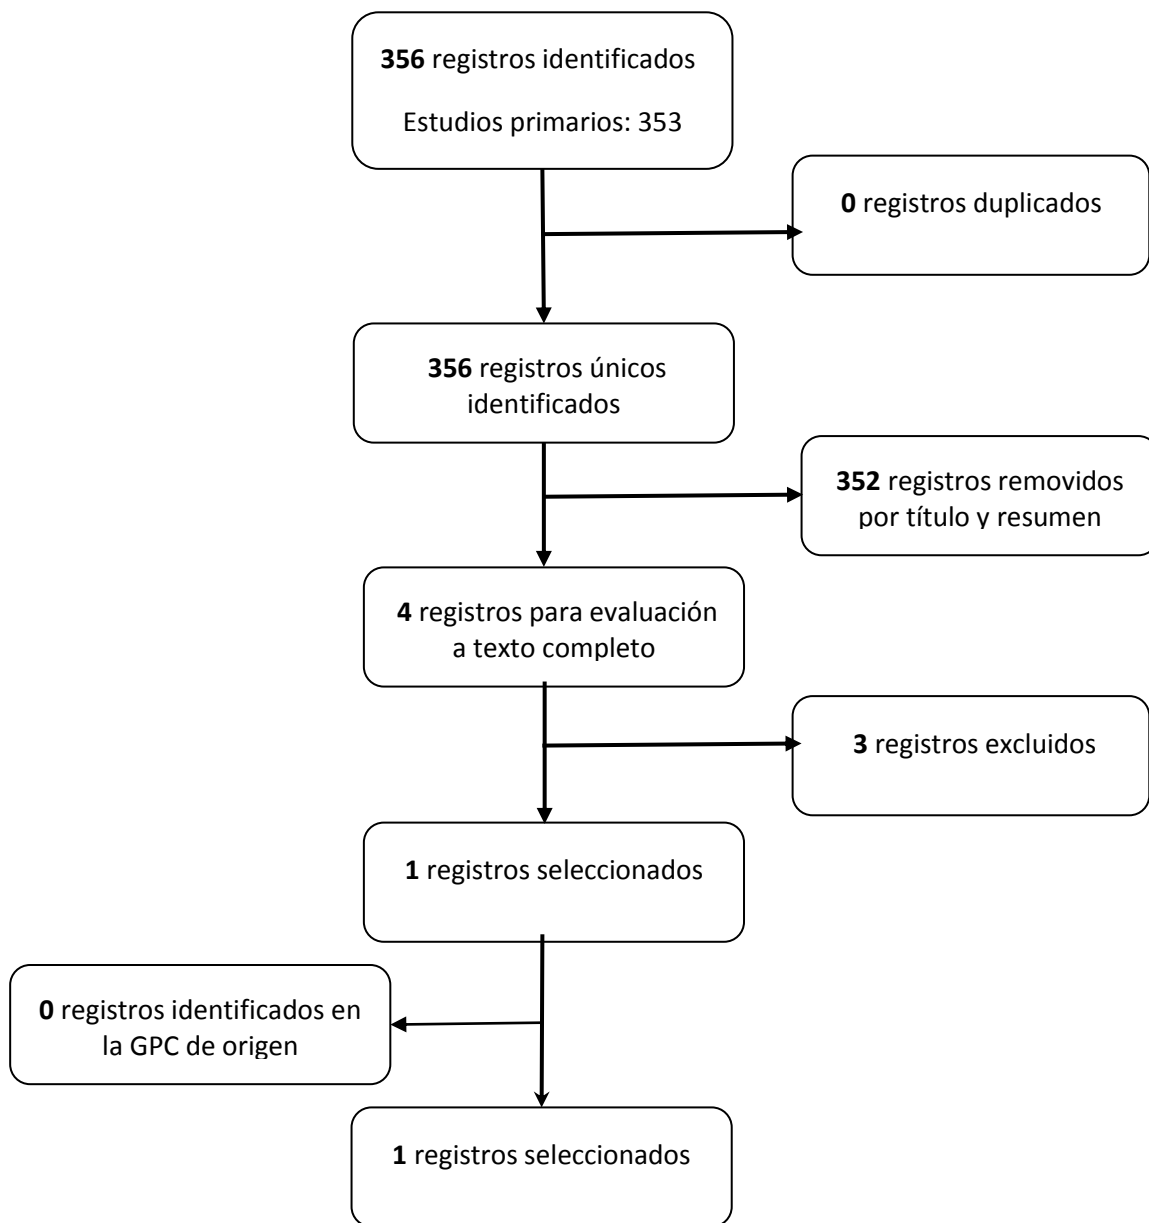 356 registros identificados
Estudios primarios: 353
0 registros duplicados
356 registros únicos
identificados
352 registros removidos
por título y resumen
4 registros para evaluación
a texto completo
3 registros excluidos
1 registros seleccionados
0 registros identificados en
la GPC de origen
1 registros seleccionados